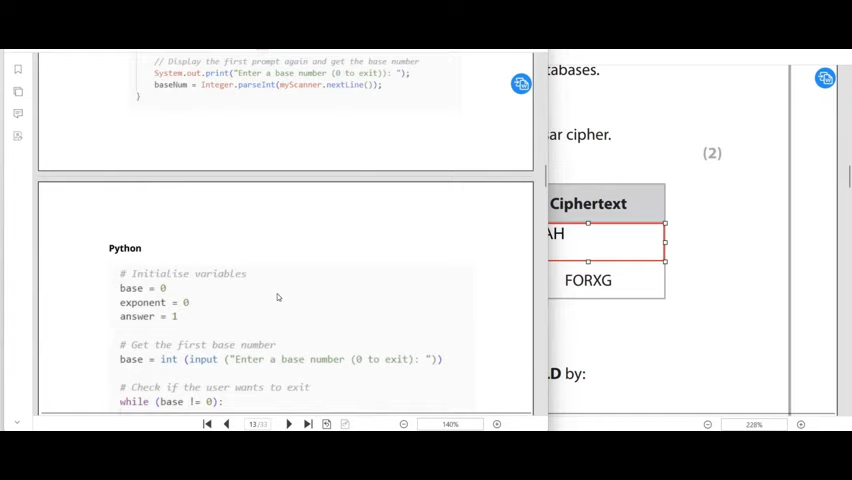 // Display the first prompt again and get the base number
System.out.print("Enter a base number (0 to exit)): ");
baseNum = Integer.parseInt(myScanner.nextLine());
}
Python
# Initialise variables
base = 0
exponent = 0
answer = 1
# Get the first base number
base = int (input ("Enter a base number (0 to exit): "))
# Check if the user wants to exit
while (base != 0):
13 /33
140%
tabases.
ar cipher.
(2)
Ciphertext
AH
FORXG
LD by:
228%